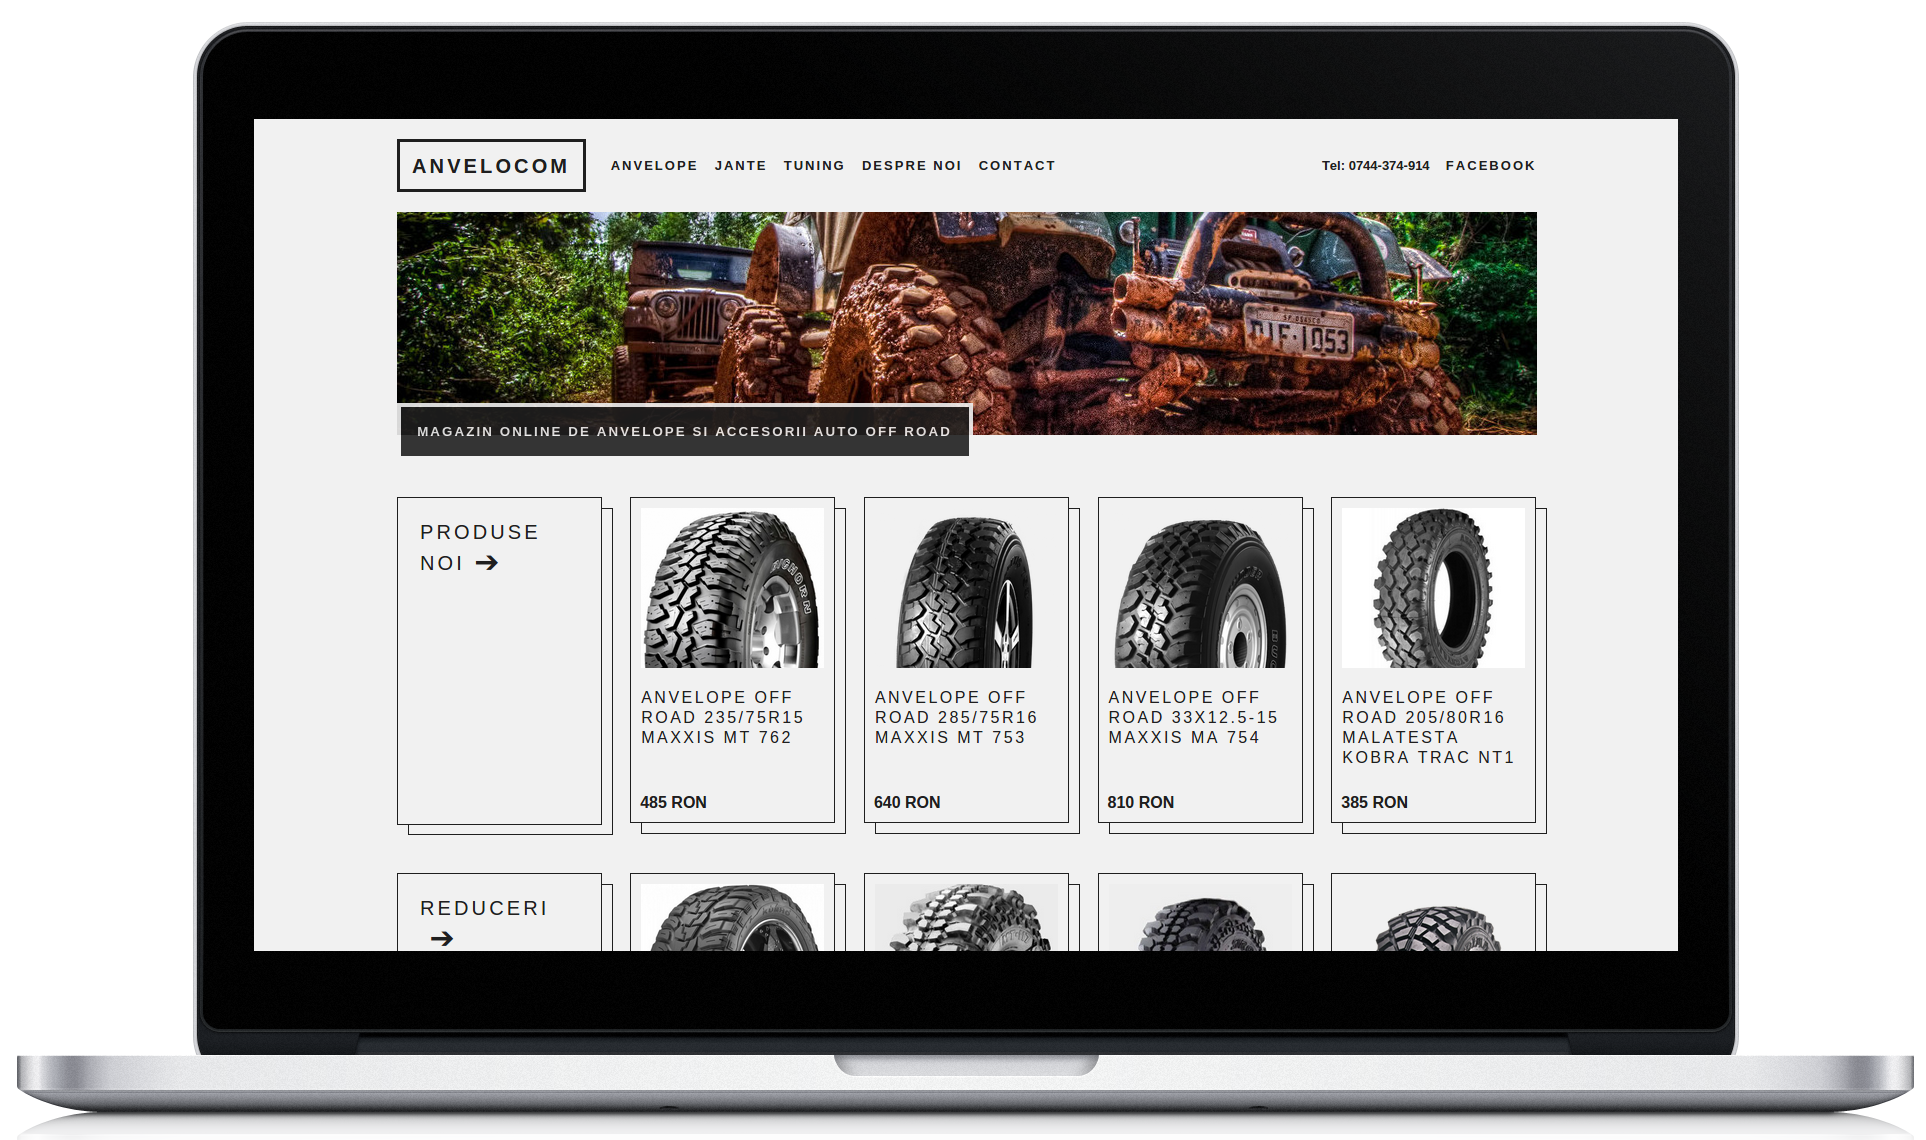 ANVELOCOM
ANVELOPE JANTE TUNING DESPRE NOI CONTACT
Tel: 0744-374-914 FACEBOOK
1053
MAGAZIN ONLINE DE ANVELOPE SI ACCESORII AUTO OFF ROAD
PRODUSE
NOI ➔
ANVELOPE OFF
ROAD 235/75R15
MAXXIS MT 762
485 RON
ANVELOPE OFF
ROAD 285/75R16
MAXXIS MT 753
640 RON
ANVELOPE OFF
ROAD 33X12.5-15
MAXXIS MA 754
810 RON
ANVELOPE OFF
ROAD 205/80R16
MALATESTA
KOBRA TRAC NT1
385 RON
REDUCERI
➔